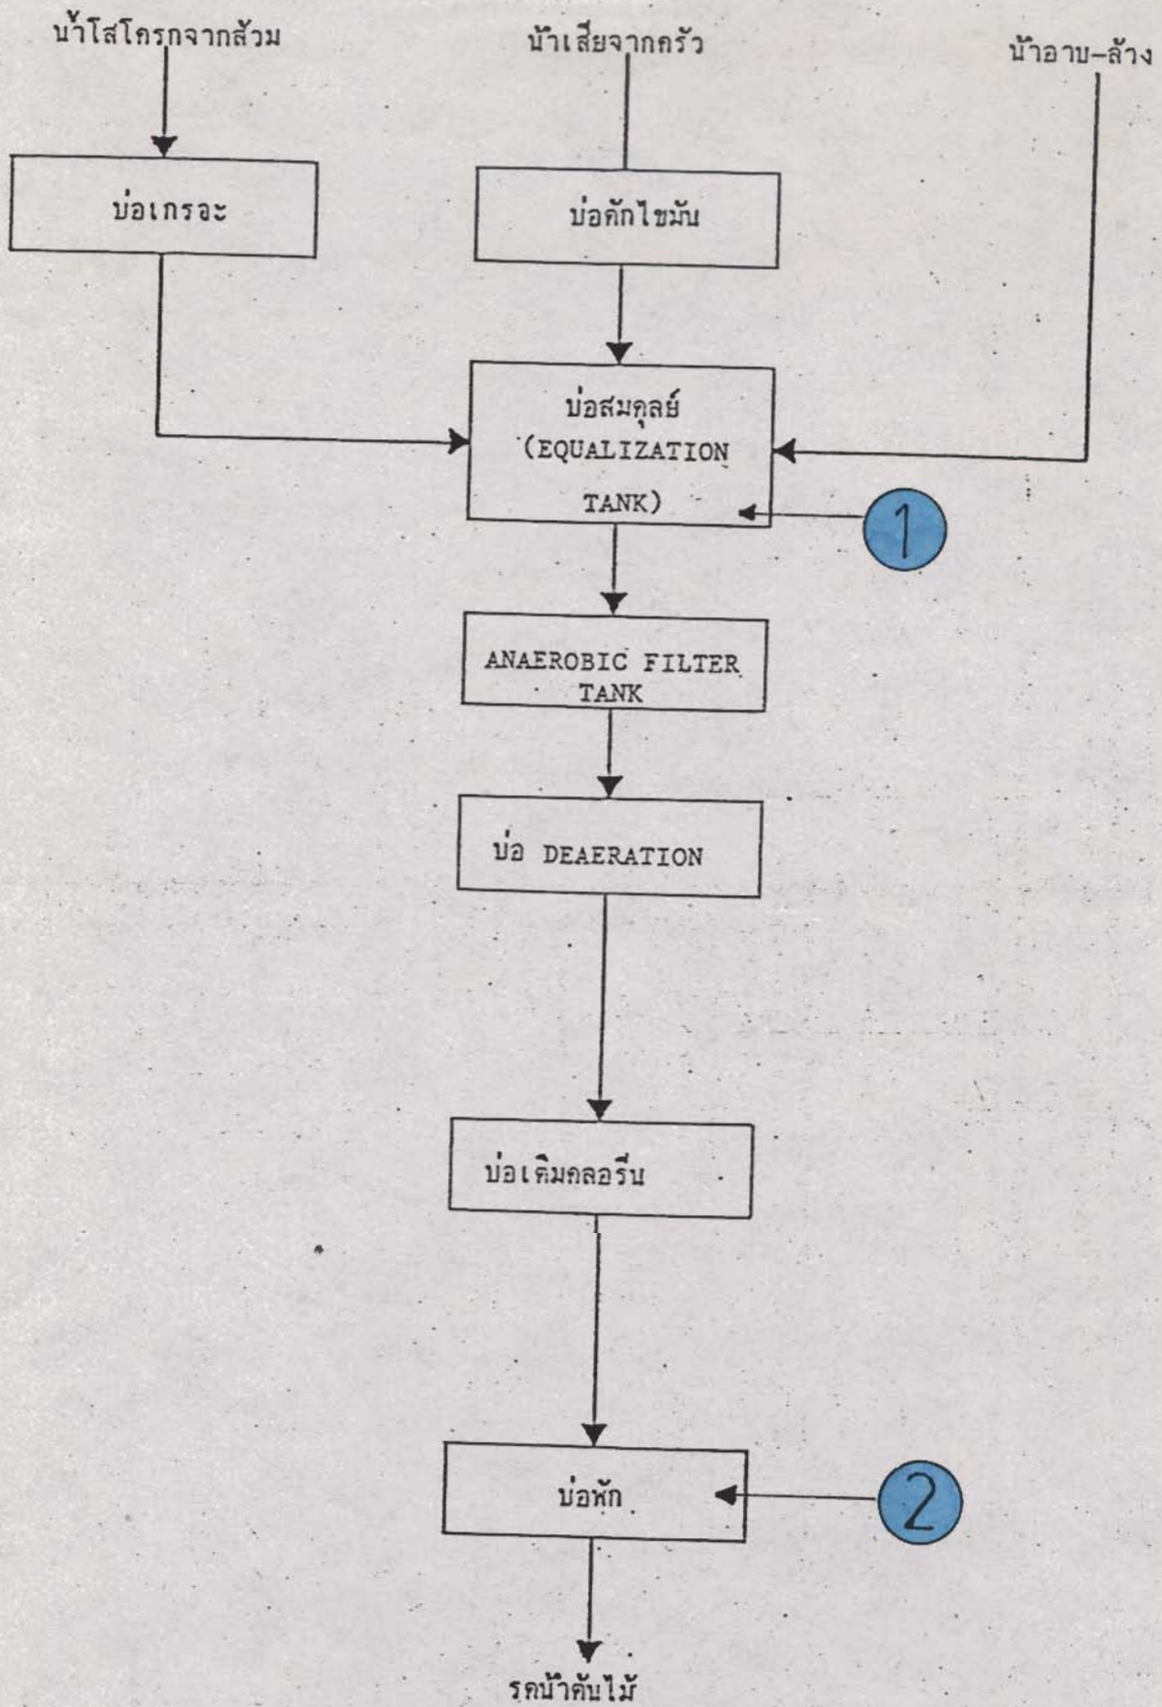 น้ำโสโครกจากส้วม
น้ำเสียจากครัว
น้ำอาบ-ล้าง
บ่อเกรอะ
บ่อดักไขมัน
บ่อสมดุลย์
(EQUALIZATION
TANK)
1
ANAEROBIC FILTER
TANK
บ่อ DEAERATION
บ่อเติมคลอรีน
บ่อพัก
2
รดน้ำต้นไม้